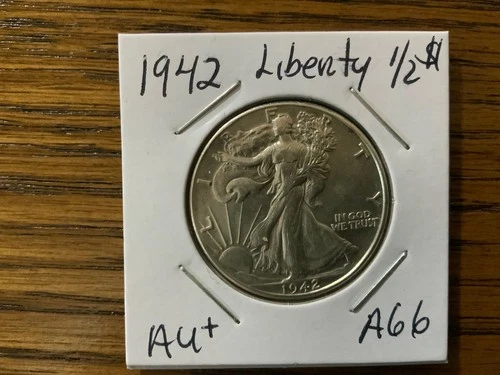 1942 Liberty 1/2 $
LIBERTY
IN GOD
WE TRUST
1942
AU+ A66